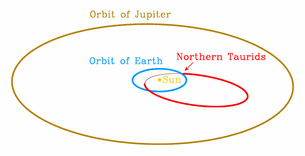 Orbit of Jupiter
Orbit of Earth
Northern Taurids
Sun